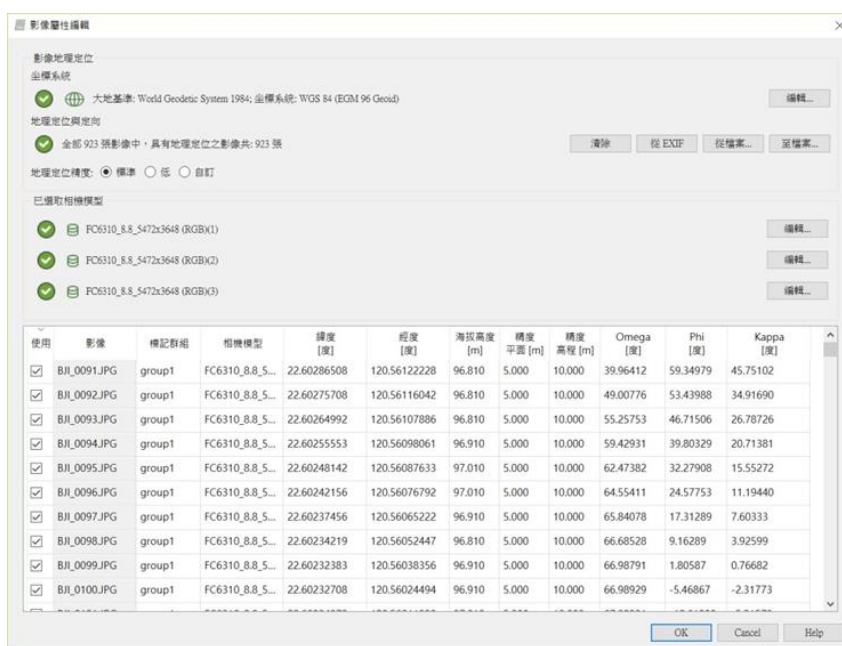 影像屬性編輯
影像地理定位
坐標系統
大地基準: World Geodetic System 1984; 坐標系統: WGS 84 (EGM 96 Geoid)
編輯...
地理定位與定向
全部 923 張影像中，具有地理定位之影像共: 923 張
清除 從 EXIF 從檔案... 至檔案...
地理定位精度: 標準 低 自訂
已選取相機模型
FC6310_8.8_5472x3648 (RGB)(1) 編輯...
FC6310_8.8_5472x3648 (RGB)(2) 編輯...
FC6310_8.8_5472x3648 (RGB)(3) 編輯...
使用 影像 標記群組 相機模型 緯度 [度] 經度 [度] 海拔高度 [m] 精度 平面 [m] 精度 高程 [m] Omega [度] Phi [度] Kappa [度]
BJI_0091.JPG group1 FC6310_8.8_5... 22.60286508 120.56122228 96.810 5.000 10.000 39.96412 59.34979 45.75102
BJI_0092.JPG group1 FC6310_8.8_5... 22.60275708 120.56116042 96.810 5.000 10.000 49.00776 53.43988 34.91690
BJI_0093.JPG group1 FC6310_8.8_5... 22.60264992 120.56107886 96.810 5.000 10.000 55.25753 46.71506 26.78726
BJI_0094.JPG group1 FC6310_8.8_5... 22.60255553 120.56098061 96.910 5.000 10.000 59.42931 39.80329 20.71381
BJI_0095.JPG group1 FC6310_8.8_5... 22.60248142 120.56087633 97.010 5.000 10.000 62.47382 32.27908 15.55272
BJI_0096.JPG group1 FC6310_8.8_5... 22.60242156 120.56076792 97.010 5.000 10.000 64.55411 24.57753 11.19440
BJI_0097.JPG group1 FC6310_8.8_5... 22.60237456 120.56065222 96.910 5.000 10.000 65.84078 17.31289 7.60333
BJI_0098.JPG group1 FC6310_8.8_5... 22.60234219 120.56052447 96.810 5.000 10.000 66.68528 9.16289 3.92599
BJI_0099.JPG group1 FC6310_8.8_5... 22.60232383 120.56038356 96.910 5.000 10.000 66.98791 1.80587 0.76682
BJI_0100.JPG group1 FC6310_8.8_5... 22.60232708 120.56024494 96.910 5.000 10.000 66.98929 -5.46867 -2.31773
OK Cancel Help